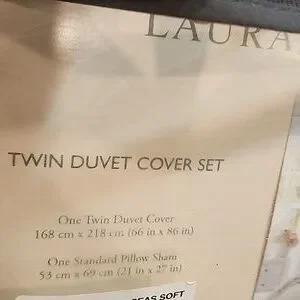 LAURA
TWIN DUVET COVER SET
One Twin Duvet Cover
168 cm x 218 cm (66 in x 86 in)
One Standard Pillow Sham
53 cm x 69 cm (21 in x 27 in)
SOFT